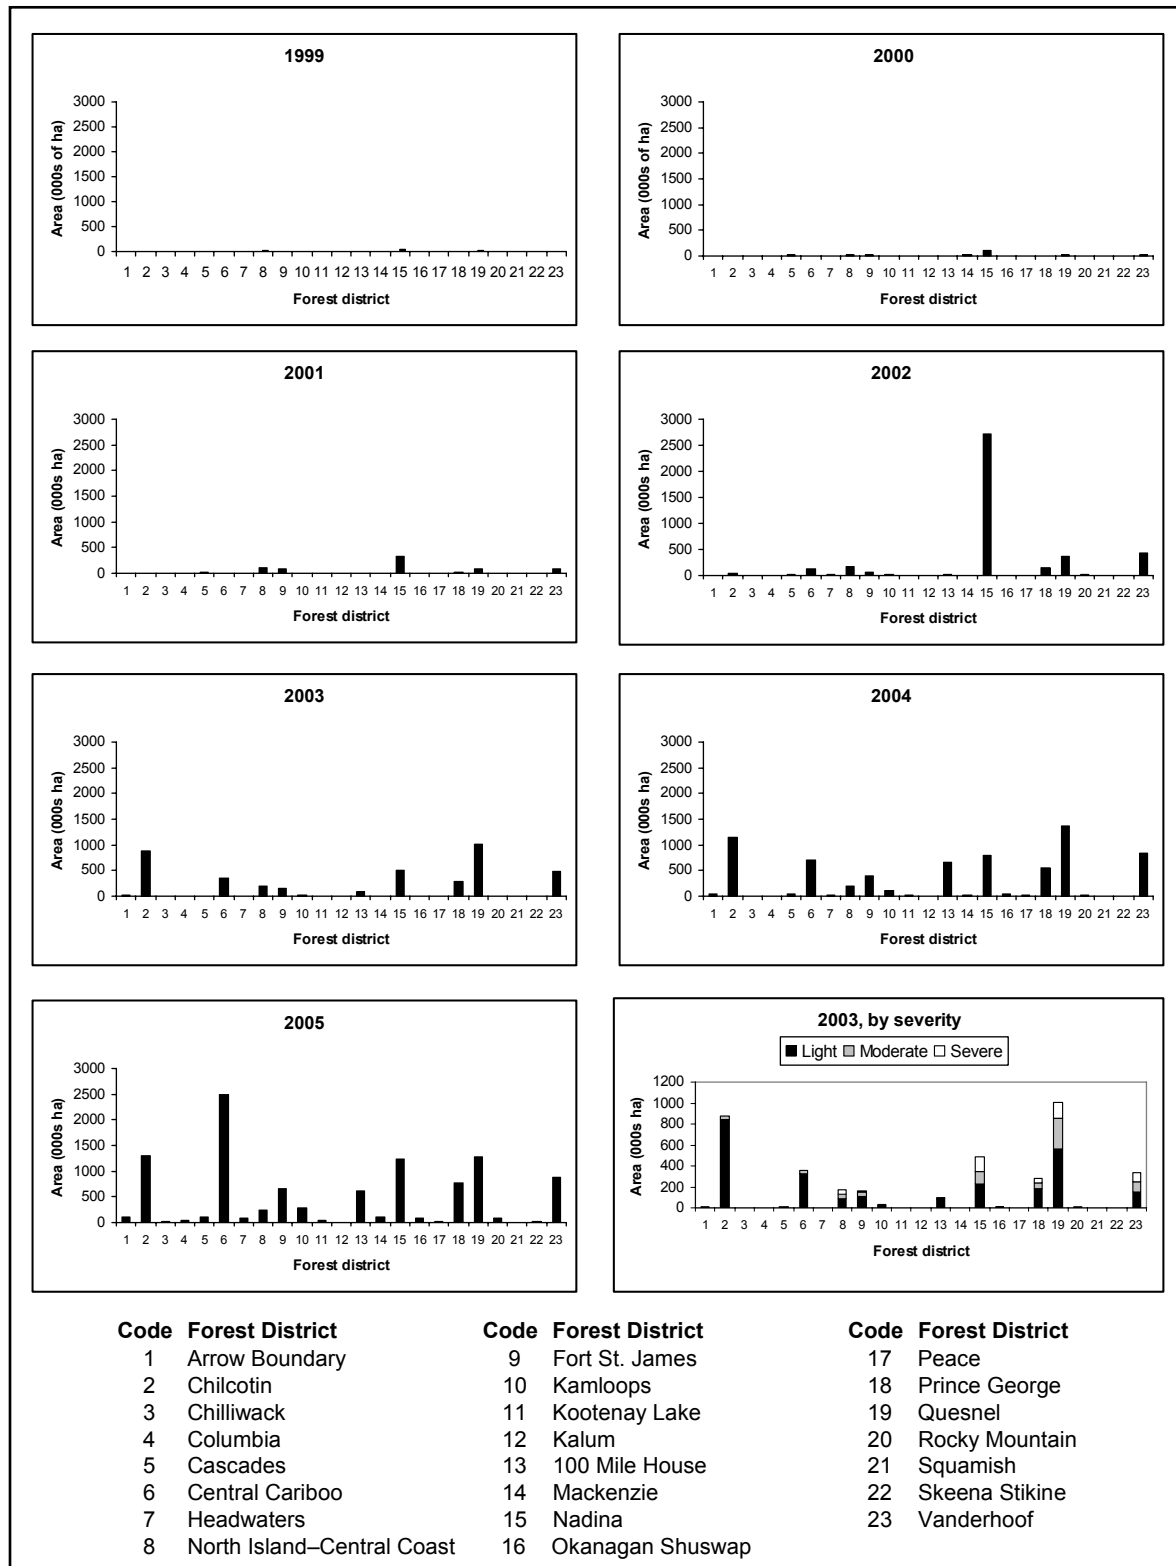 1999
3000
2500
2000
1500
1000
500
0
Area (000s of ha)
1 2 3 4 5 6 7 8 9 10 11 12 13 14 15 16 17 18 19 20 21 22 23
Forest district
2000
3000
2500
2000
1500
1000
500
0
Area (000s of ha)
1 2 3 4 5 6 7 8 9 10 11 12 13 14 15 16 17 18 19 20 21 22 23
Forest district
2001
3000
2500
2000
1500
1000
500
0
Area (000s ha)
1 2 3 4 5 6 7 8 9 10 11 12 13 14 15 16 17 18 19 20 21 22 23
Forest district
2002
3000
2500
2000
1500
1000
500
0
Area (000s ha)
1 2 3 4 5 6 7 8 9 10 11 12 13 14 15 16 17 18 19 20 21 22 23
Forest district
2003
3000
2500
2000
1500
1000
500
0
Area (000s ha)
1 2 3 4 5 6 7 8 9 10 11 12 13 14 15 16 17 18 19 20 21 22 23
Forest district
2004
3000
2500
2000
1500
1000
500
0
Area (000s ha)
1 2 3 4 5 6 7 8 9 10 11 12 13 14 15 16 17 18 19 20 21 22 23
Forest district
2005
3000
2500
2000
1500
1000
500
0
Area (000s ha)
1 2 3 4 5 6 7 8 9 10 11 12 13 14 15 16 17 18 19 20 21 22 23
Forest district
2003, by severity
Light Moderate Severe
1200
1000
800
600
400
200
0
Area (000s ha)
1 2 3 4 5 6 7 8 9 10 11 12 13 14 15 16 17 18 19 20 21 22 23
Forest district
Code Forest District
1 Arrow Boundary
2 Chilcotin
3 Chilliwack
4 Columbia
5 Cascades
6 Central Cariboo
7 Headwaters
8 North Island–Central Coast
Code Forest District
9 Fort St. James
10 Kamloops
11 Kootenay Lake
12 Kalum
13 100 Mile House
14 Mackenzie
15 Nadina
16 Okanagan Shuswap
Code Forest District
17 Peace
18 Prince George
19 Quesnel
20 Rocky Mountain
21 Squamish
22 Skeena Stikine
23 Vanderhoof